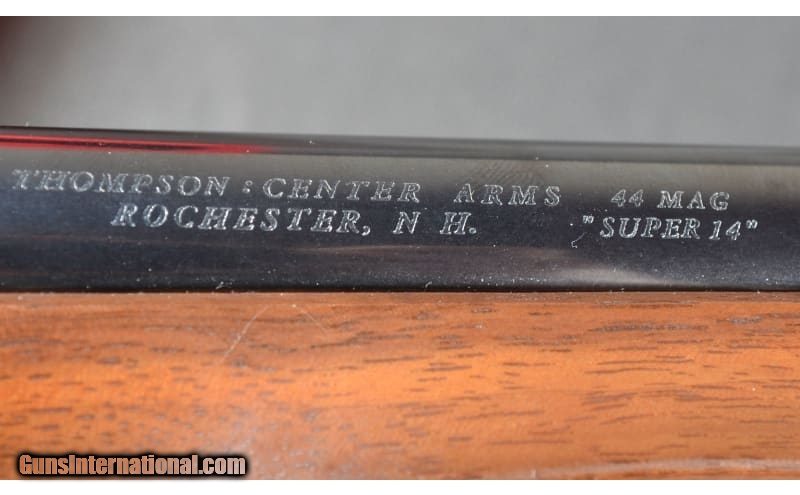 THOMPSON : CENTER ARMS 44 MAG
ROCHESTER, N H. "SUPER 14"
GunsInternational.com